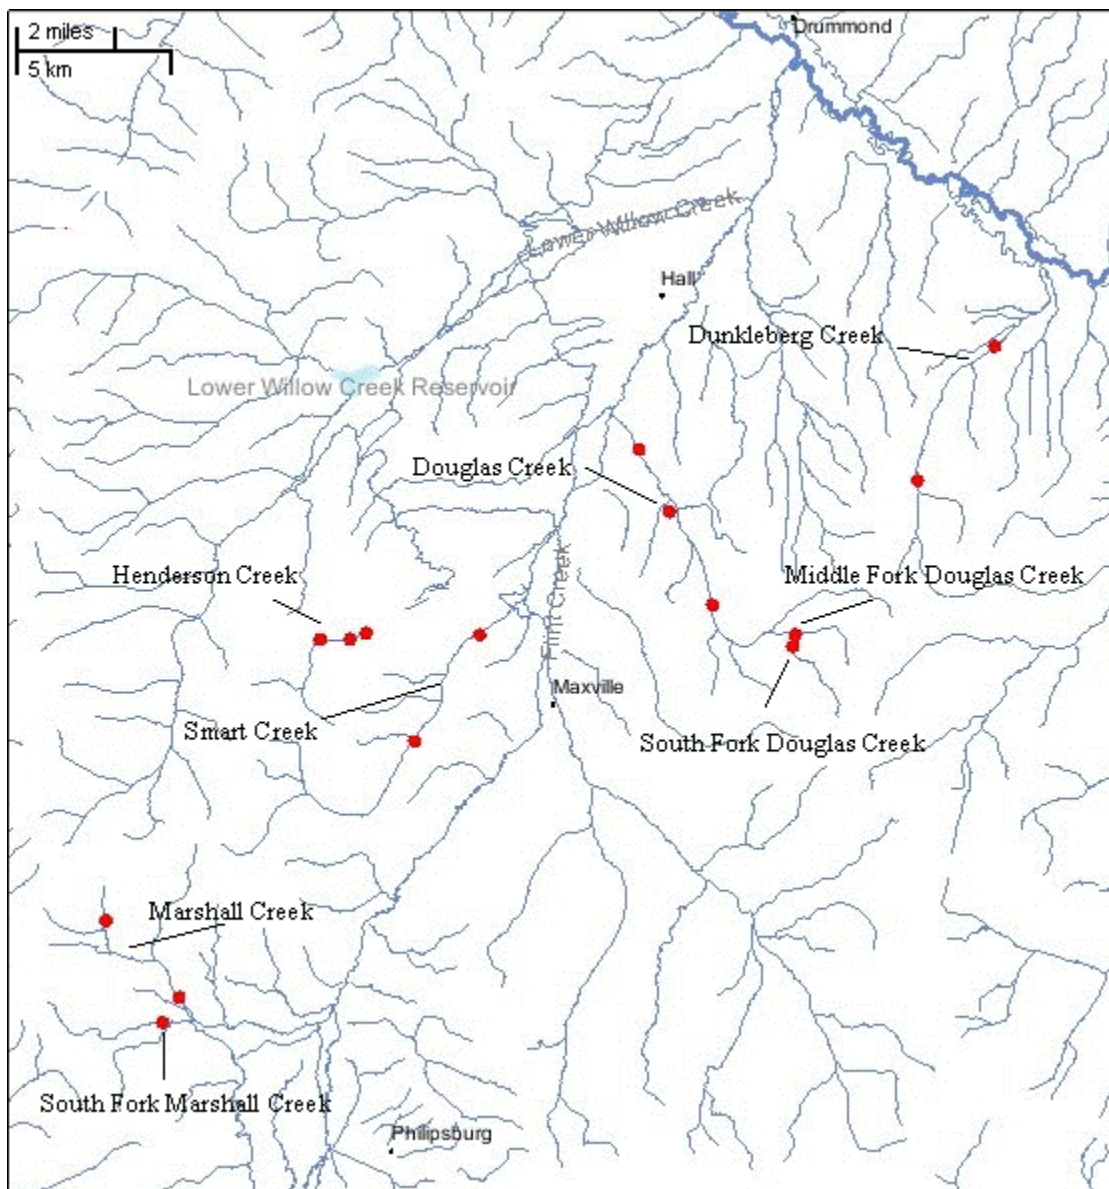 2 miles
5 km
Drummond
Lower Willow Creek
Hall
Dunkleberg Creek
Lower Willow Creek Reservoir
Douglas Creek
Henderson Creek
Middle Fork Douglas Creek
Flint Creek
Maxville
Smart Creek
South Fork Douglas Creek
Marshall Creek
South Fork Marshall Creek
Philipsburg